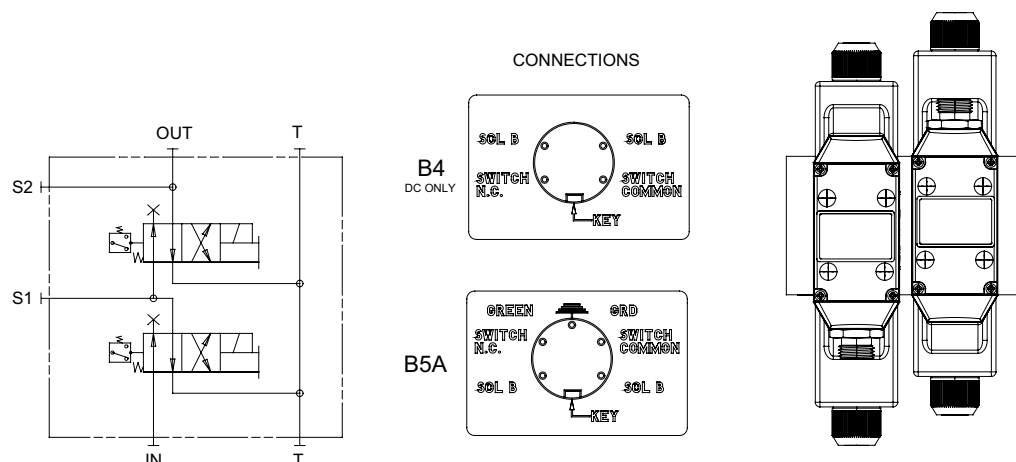 CONNECTIONS
OUT T
S2
S1
IN T
B4
DC ONLY
SOL B SOL B
SWITCH N.C.
SWITCH COMMON
KEY
B5A
GREEN GRD
SWITCH N.C.
SWITCH COMMON
SOL B SOL B
KEY